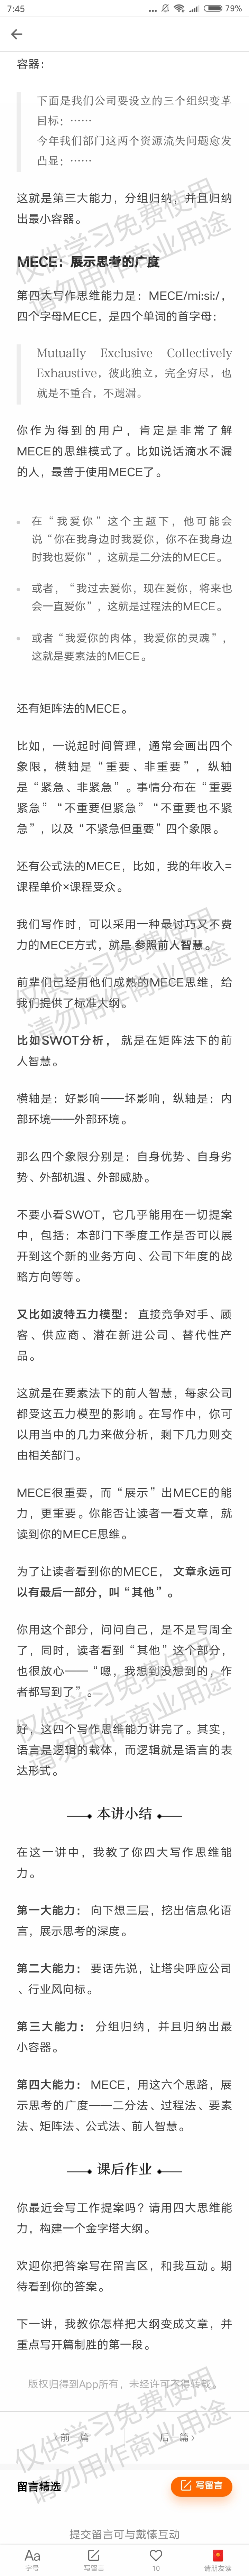 7:45
79%
容器：
下面是我们公司要设立的三个组织变革
目标：⋯⋯
今年我们部门这两个资源流失问题愈发
凸显：⋯⋯
这就是第三大能力，分组归纳，并且归纳
出最小容器。
仅供学习免费使用
请勿用作商业用途
MECE：展示思考的广度
第四大写作思维能力是：MECE/mi:si:/，
四个字母MECE，是四个单词的首字母：
Mutually Exclusive Collectively
Exhaustive，彼此独立，完全穷尽，也
就是不重合，不遗漏。
你作为得到的用户，肯定是非常了解
MECE的思维模式了。比如说话滴水不漏
的人，最善于使用MECE了。
在“我爱你”这个主题下，他可能会
说“你在我身边时我爱你，你不在我身边
时我也爱你”，这就是二分法的MECE。
或者，“我过去爱你，现在爱你，将来也
会一直爱你”，这就是过程法的MECE。
或者“我爱你的肉体，我爱你的灵魂”，
这就是要素法的MECE。
还有矩阵法的MECE。
比如，一说起时间管理，通常会画出四个
象限，横轴是“重要、非重要”，纵轴
是“紧急、非紧急”。事情分布在“重要
紧急”“不重要但紧急”“不重要也不紧
急”，以及“不紧急但重要”四个象限。
还有公式法的MECE，比如，我的年收入=
课程单价×课程受众。
我们写作时，可以采用一种最讨巧又不费
力的MECE方式，就是参照前人智慧。
仅供学习免费使用
请勿用作商业用途
前辈们已经用他们成熟的MECE思维，给
我们提供了标准大纲。
比如SWOT分析，就是在矩阵法下的前
人智慧。
横轴是：好影响——坏影响，纵轴是：内
部环境——外部环境。
那么四个象限分别是：自身优势、自身劣
势、外部机遇、外部威胁。
不要小看SWOT，它几乎能用在一切提案
中，包括：本部门下季度工作是否可以展
开到这个新的业务方向、公司下年度的战
略方向等等。
又比如波特五力模型：直接竞争对手、顾
客、供应商、潜在新进公司、替代性产
品。
这就是在要素法下的前人智慧，每家公司
都受这五力模型的影响。在写作中，你可
以用当中的几力来做分析，剩下几力则交
由相关部门。
MECE很重要，而“展示”出MECE的能
力，更重要。你能否让读者一看文章，就
读到你的MECE思维。
为了让读者看到你的MECE，文章永远可
以有最后一部分，叫“其他”。
你用这个部分，问问自己，是不是写周全
了，同时，读者看到“其他”这个部分，
也很放心——“嗯，我想到没想到的，作
者都写到了”。
仅供学习免费使用
请勿用作商业用途
好，这四个写作思维能力讲完了。其实，
语言是逻辑的载体，而逻辑就是语言的表
达形式。
本讲小结
在这一讲中，我教了你四大写作思维能
力。
第一大能力：向下想三层，挖出信息化语
言，展示思考的深度。
第二大能力：要话先说，让塔尖呼应公司
、行业风向标。
第三大能力：分组归纳，并且归纳出最
小容器。
第四大能力：MECE，用这六个思路，展
示思考的广度——二分法、过程法、要素
法、矩阵法、公式法、前人智慧。
课后作业
你最近会写工作提案吗？请用四大思维能
力，构建一个金字塔大纲。
欢迎你把答案写在留言区，和我互动。期
待看到你的答案。
下一讲，我教你怎样把大纲变成文章，并
重点写开篇制胜的第一段。
版权归得到App所有，未经许可不得转载。
仅供学习免费使用
请勿用作商业用途
前一篇
后一篇
留言精选
写留言
提交留言可与戴愫互动
Aa
字号
写留言
10
请朋友读